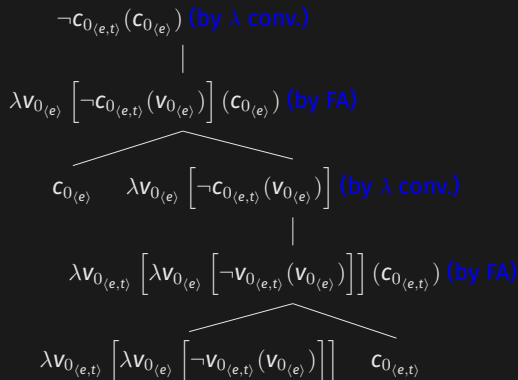 ¬c₀⟨e,t⟩(c₀⟨e⟩) (by λ conv.)
λv₀⟨e⟩ [¬c₀⟨e,t⟩(v₀⟨e⟩)] (c₀⟨e⟩) (by FA)
c₀⟨e⟩ λv₀⟨e⟩ [¬c₀⟨e,t⟩(v₀⟨e⟩)] (by λ conv.)
λv₀⟨e,t⟩ [λv₀⟨e⟩ [¬v₀⟨e,t⟩(v₀⟨e⟩)]] (c₀⟨e,t⟩) (by FA)
λv₀⟨e,t⟩ [λv₀⟨e⟩ [¬v₀⟨e,t⟩(v₀⟨e⟩)]] c₀⟨e,t⟩